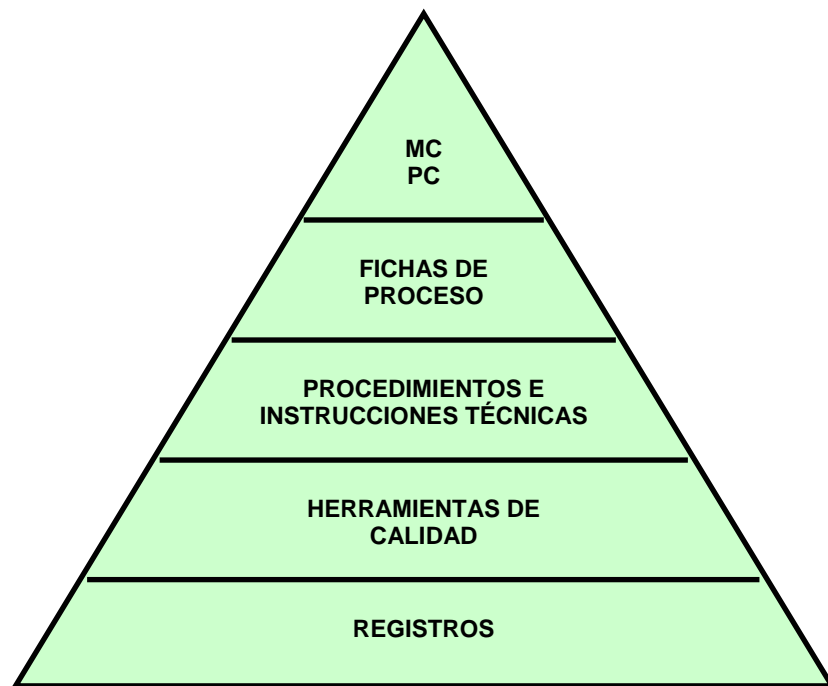 MC
PC
FICHAS DE
PROCESO
PROCEDIMIENTOS E
INSTRUCCIONES TÉCNICAS
HERRAMIENTAS DE
CALIDAD
REGISTROS